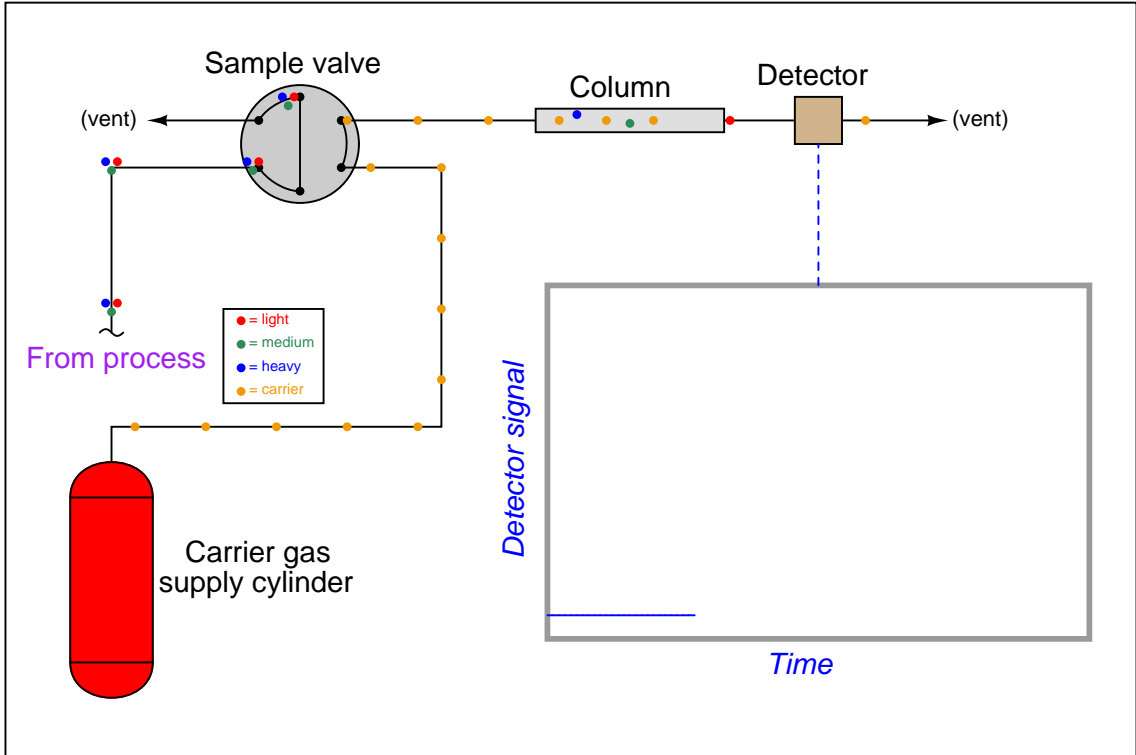 Sample valve
Column
Detector
(vent)
(vent)
= light
= medium
= heavy
= carrier
From process
Detector signal
Carrier gas
supply cylinder
Time